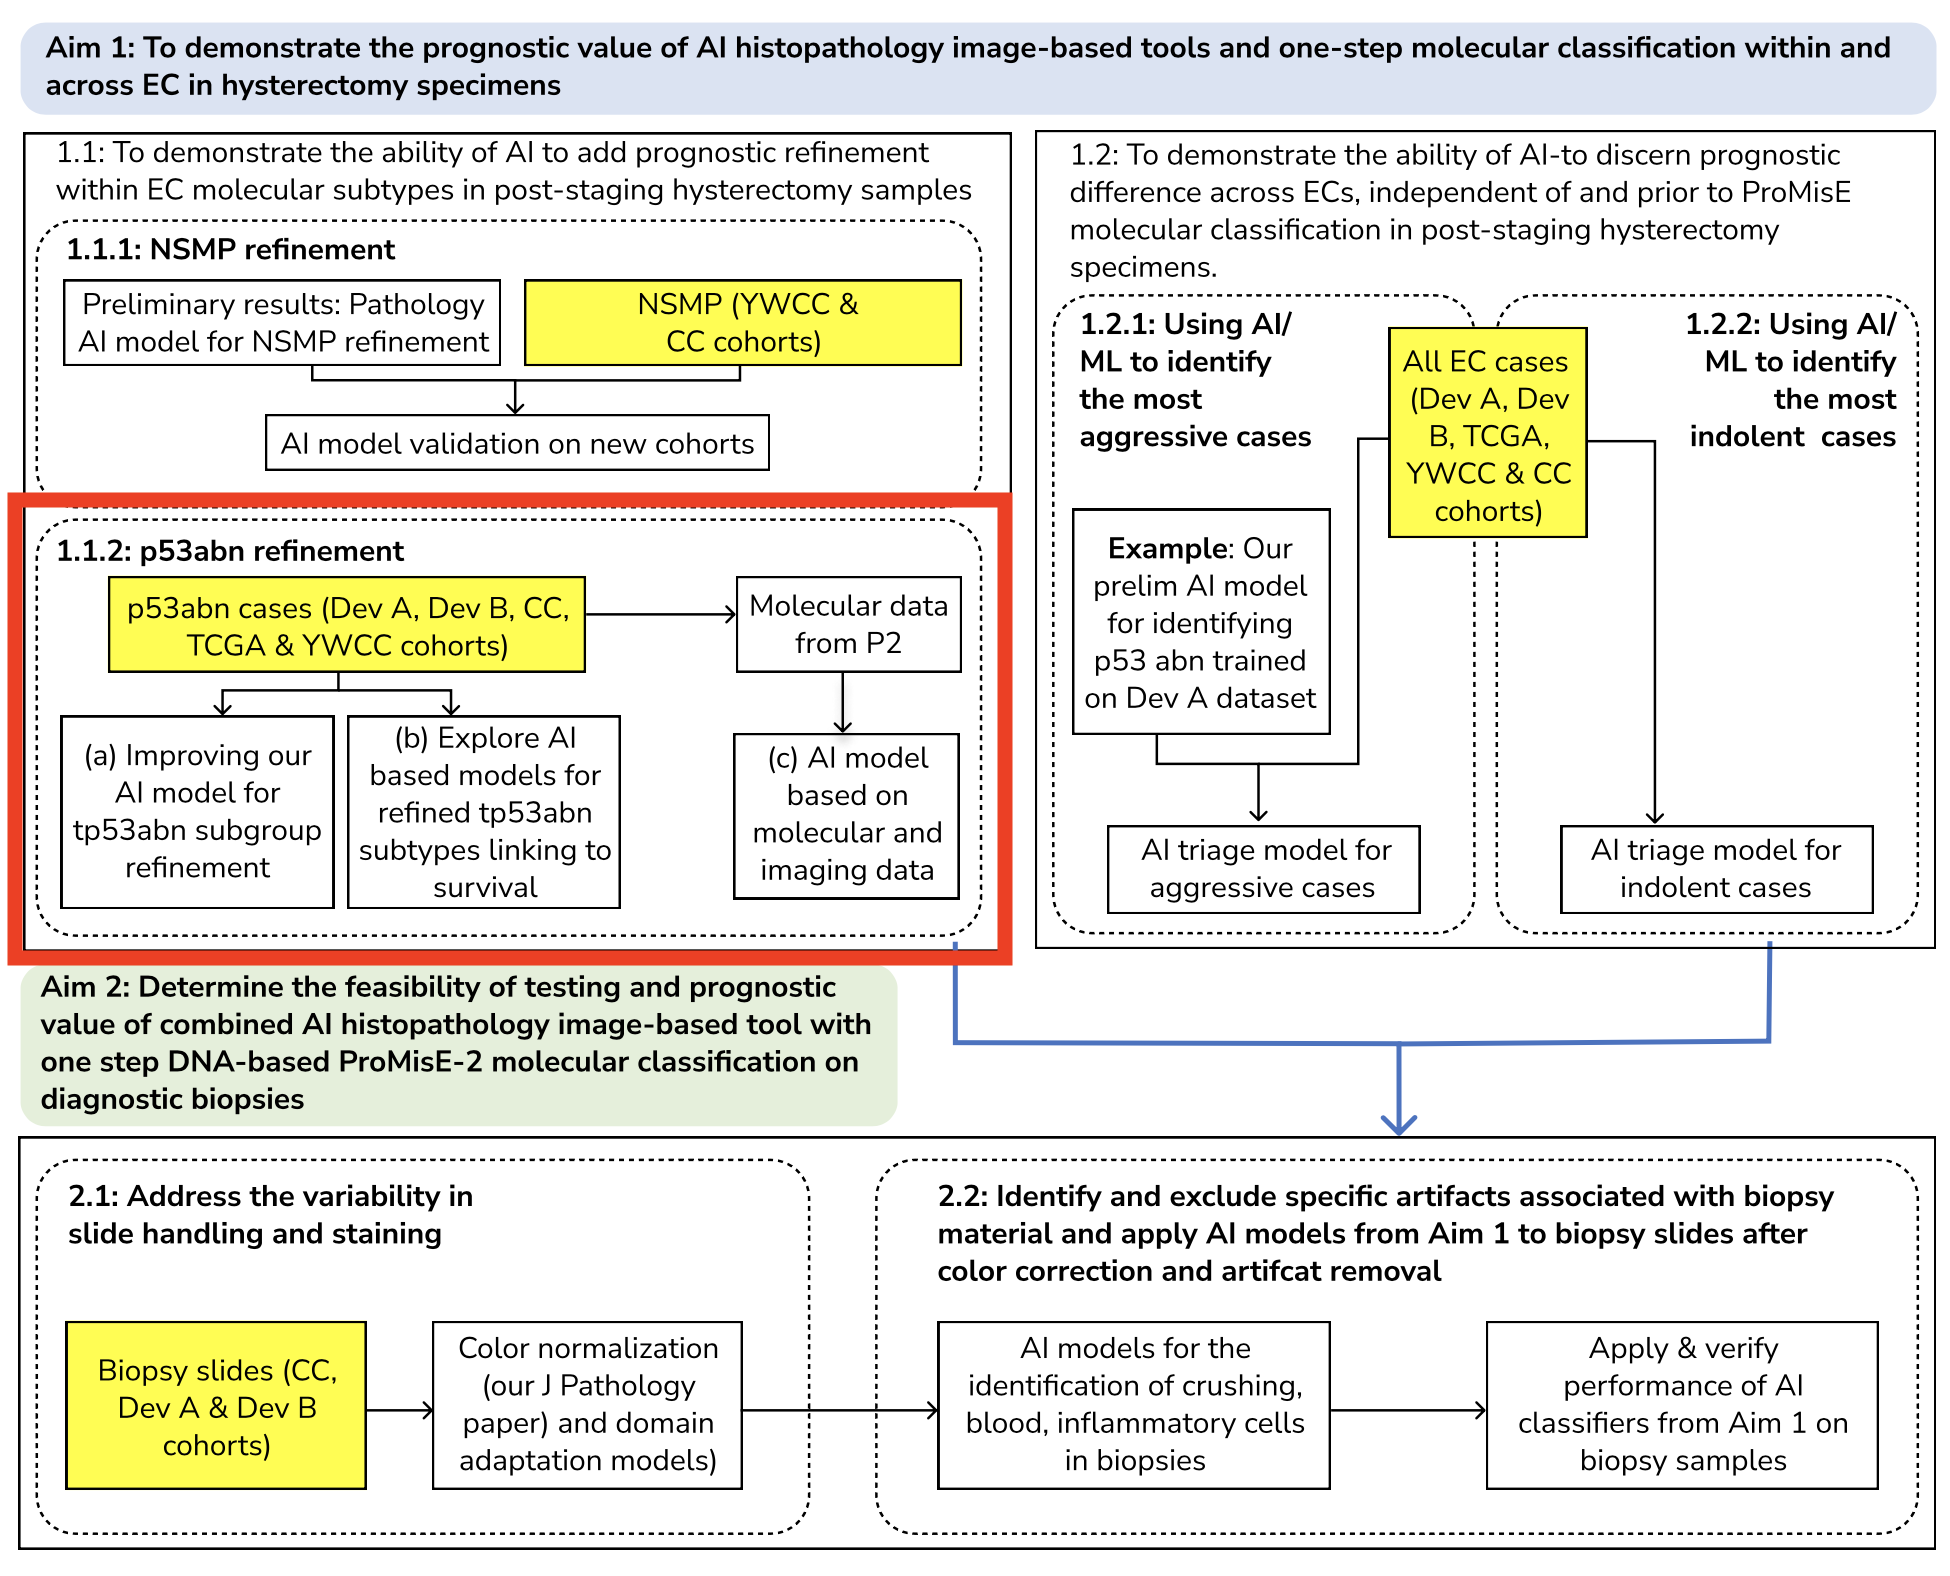 Aim 1: To demonstrate the prognostic value of AI histopathology image-based tools and one-step molecular classification within and
across EC in hysterectomy specimens
1.1: To demonstrate the ability of AI to add prognostic refinement
within EC molecular subtypes in post-staging hysterectomy samples
1.1.1: NSMP refinement
Preliminary results: Pathology
AI model for NSMP refinement
NSMP (YWCC &
CC cohorts)
AI model validation on new cohorts
1.1.2: p53abn refinement
p53abn cases (Dev A, Dev B, CC,
TCGA & YWCC cohorts)
Molecular data
from P2
(a) Improving our
AI model for
tp53abn subgroup
refinement
(b) Explore AI
based models for
refined tp53abn
subtypes linking to
survival
(c) AI model
based on
molecular and
imaging data
1.2: To demonstrate the ability of AI-to discern prognostic
difference across ECs, independent of and prior to ProMisE
molecular classification in post-staging hysterectomy
specimens.
1.2.1: Using AI/
ML to identify
the most
aggressive cases
All EC cases
(Dev A, Dev
B, TCGA,
YWCC & CC
cohorts)
1.2.2: Using AI/
ML to identify
the most
indolent  cases
Example: Our
prelim AI model
for identifying
p53 abn trained
on Dev A dataset
AI triage model for
aggressive cases
AI triage model for
indolent cases
Aim 2: Determine the feasibility of testing and prognostic
value of combined AI histopathology image-based tool with
one step DNA-based ProMisE-2 molecular classification on
diagnostic biopsies
2.1: Address the variability in
slide handling and staining
Biopsy slides (CC,
Dev A & Dev B
cohorts)
Color normalization
(our J Pathology
paper) and domain
adaptation models)
2.2: Identify and exclude specific artifacts associated with biopsy
material and apply AI models from Aim 1 to biopsy slides after
color correction and artifcat removal
AI models for the
identification of crushing,
blood, inflammatory cells
in biopsies
Apply & verify
performance of AI
classifiers from Aim 1 on
biopsy samples